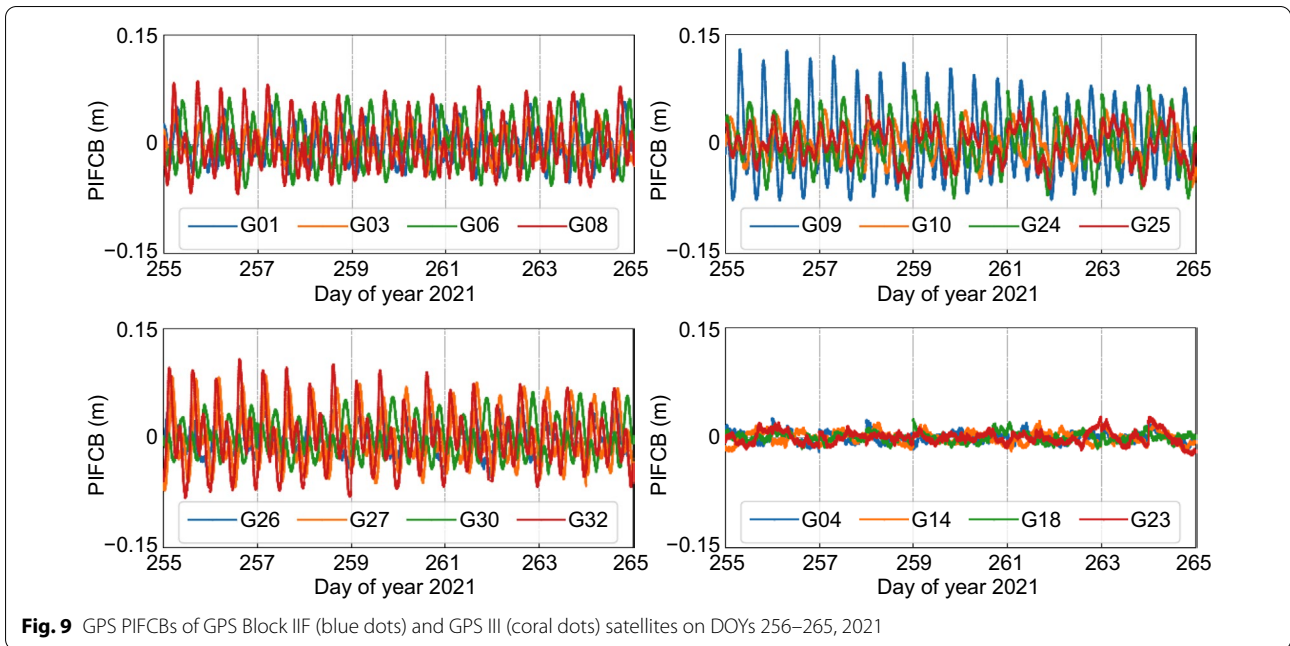 0.15
0
−0.15
PIFCB (m)
G01 G03 G06 G08
255 257 259 261 263 265
Day of year 2021
0.15
0
−0.15
PIFCB (m)
G09 G10 G24 G25
255 257 259 261 263 265
Day of year 2021
0.15
0
−0.15
PIFCB (m)
G26 G27 G30 G32
255 257 259 261 263 265
Day of year 2021
0.15
0
−0.15
PIFCB (m)
G04 G14 G18 G23
255 257 259 261 263 265
Day of year 2021
Fig. 9 GPS PIFCBs of GPS Block IIF (blue dots) and GPS III (coral dots) satellites on DOYs 256–265, 2021